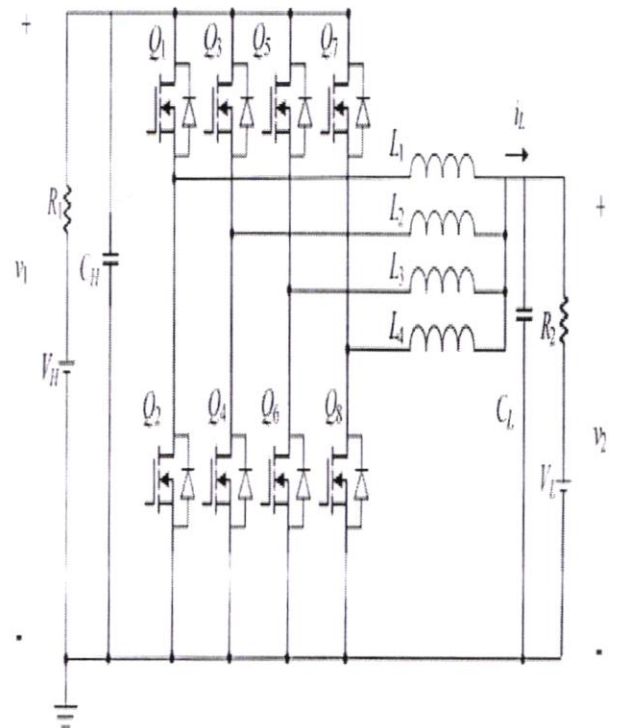 +
Q1 Q3 Q5 Q7
L1
iL
L2
+
R1
v1
CH
L3
L4
R2
VH
Q2 Q4 Q6 Q8
CL
v2
VL